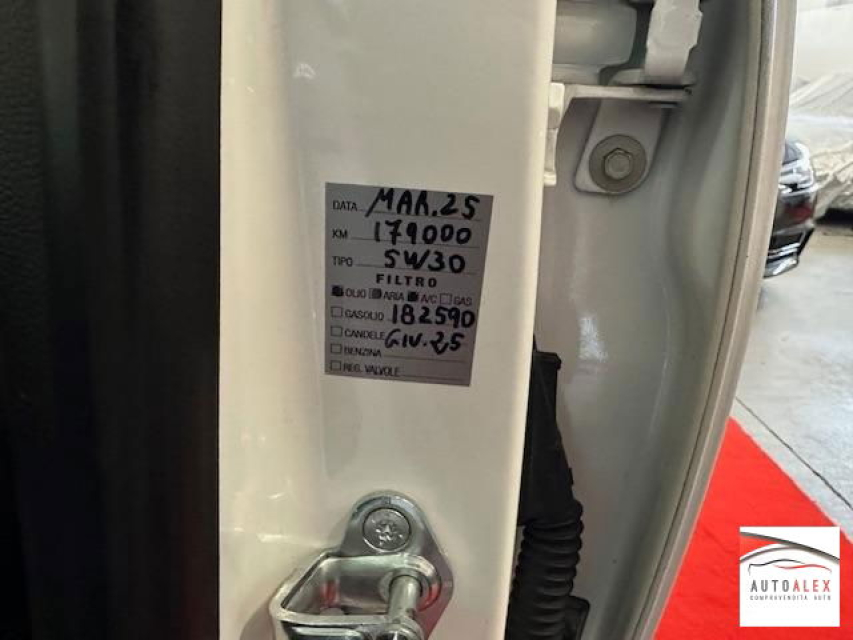 DATA MAR.25
KM 179000
TIPO 5W30
FILTRO
OLIO ARIA A/C GAS
GASOLIO 182590
CANDELE GIU.25
BENZINA
REG. VALVOLE
AUTOALEX
COMPRAVENDITA AUTO